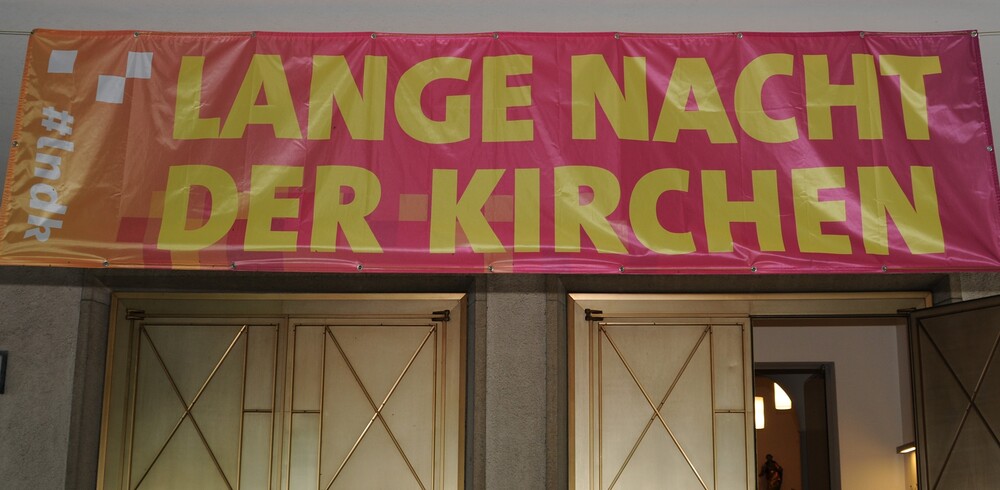 #lndk
LANGE NACHT
DER KIRCHEN